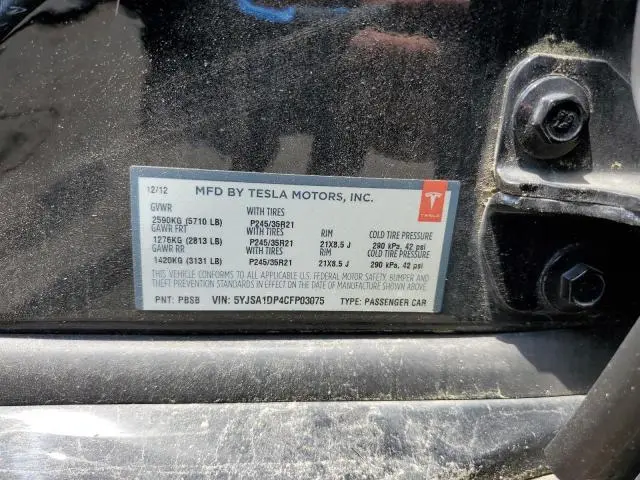 12/12 MFD BY TESLA MOTORS, INC.
GVWR WITH TIRES
2590KG (5710 LB) P245/35R21
GAWR FRT WITH TIRES RIM COLD TIRE PRESSURE
1276KG (2813 LB) P245/35R21 21X8.5 J 290 kPa, 42 psi
GAWR RR WITH TIRES RIM COLD TIRE PRESSURE
1420KG (3131 LB) P245/35R21 21X8.5 J 290 kPa, 42 psi
THIS VEHICLE CONFORMS TO ALL APPLICABLE U.S. FEDERAL MOTOR SAFETY, BUMPER AND
THEFT PREVENTION STANDARDS IN EFFECT ON THE DATE OF MANUFACTURE SHOWN ABOVE.
PNT: PBSB VIN: 5YJSA1DP4CFP03075 TYPE: PASSENGER CAR
TESLA